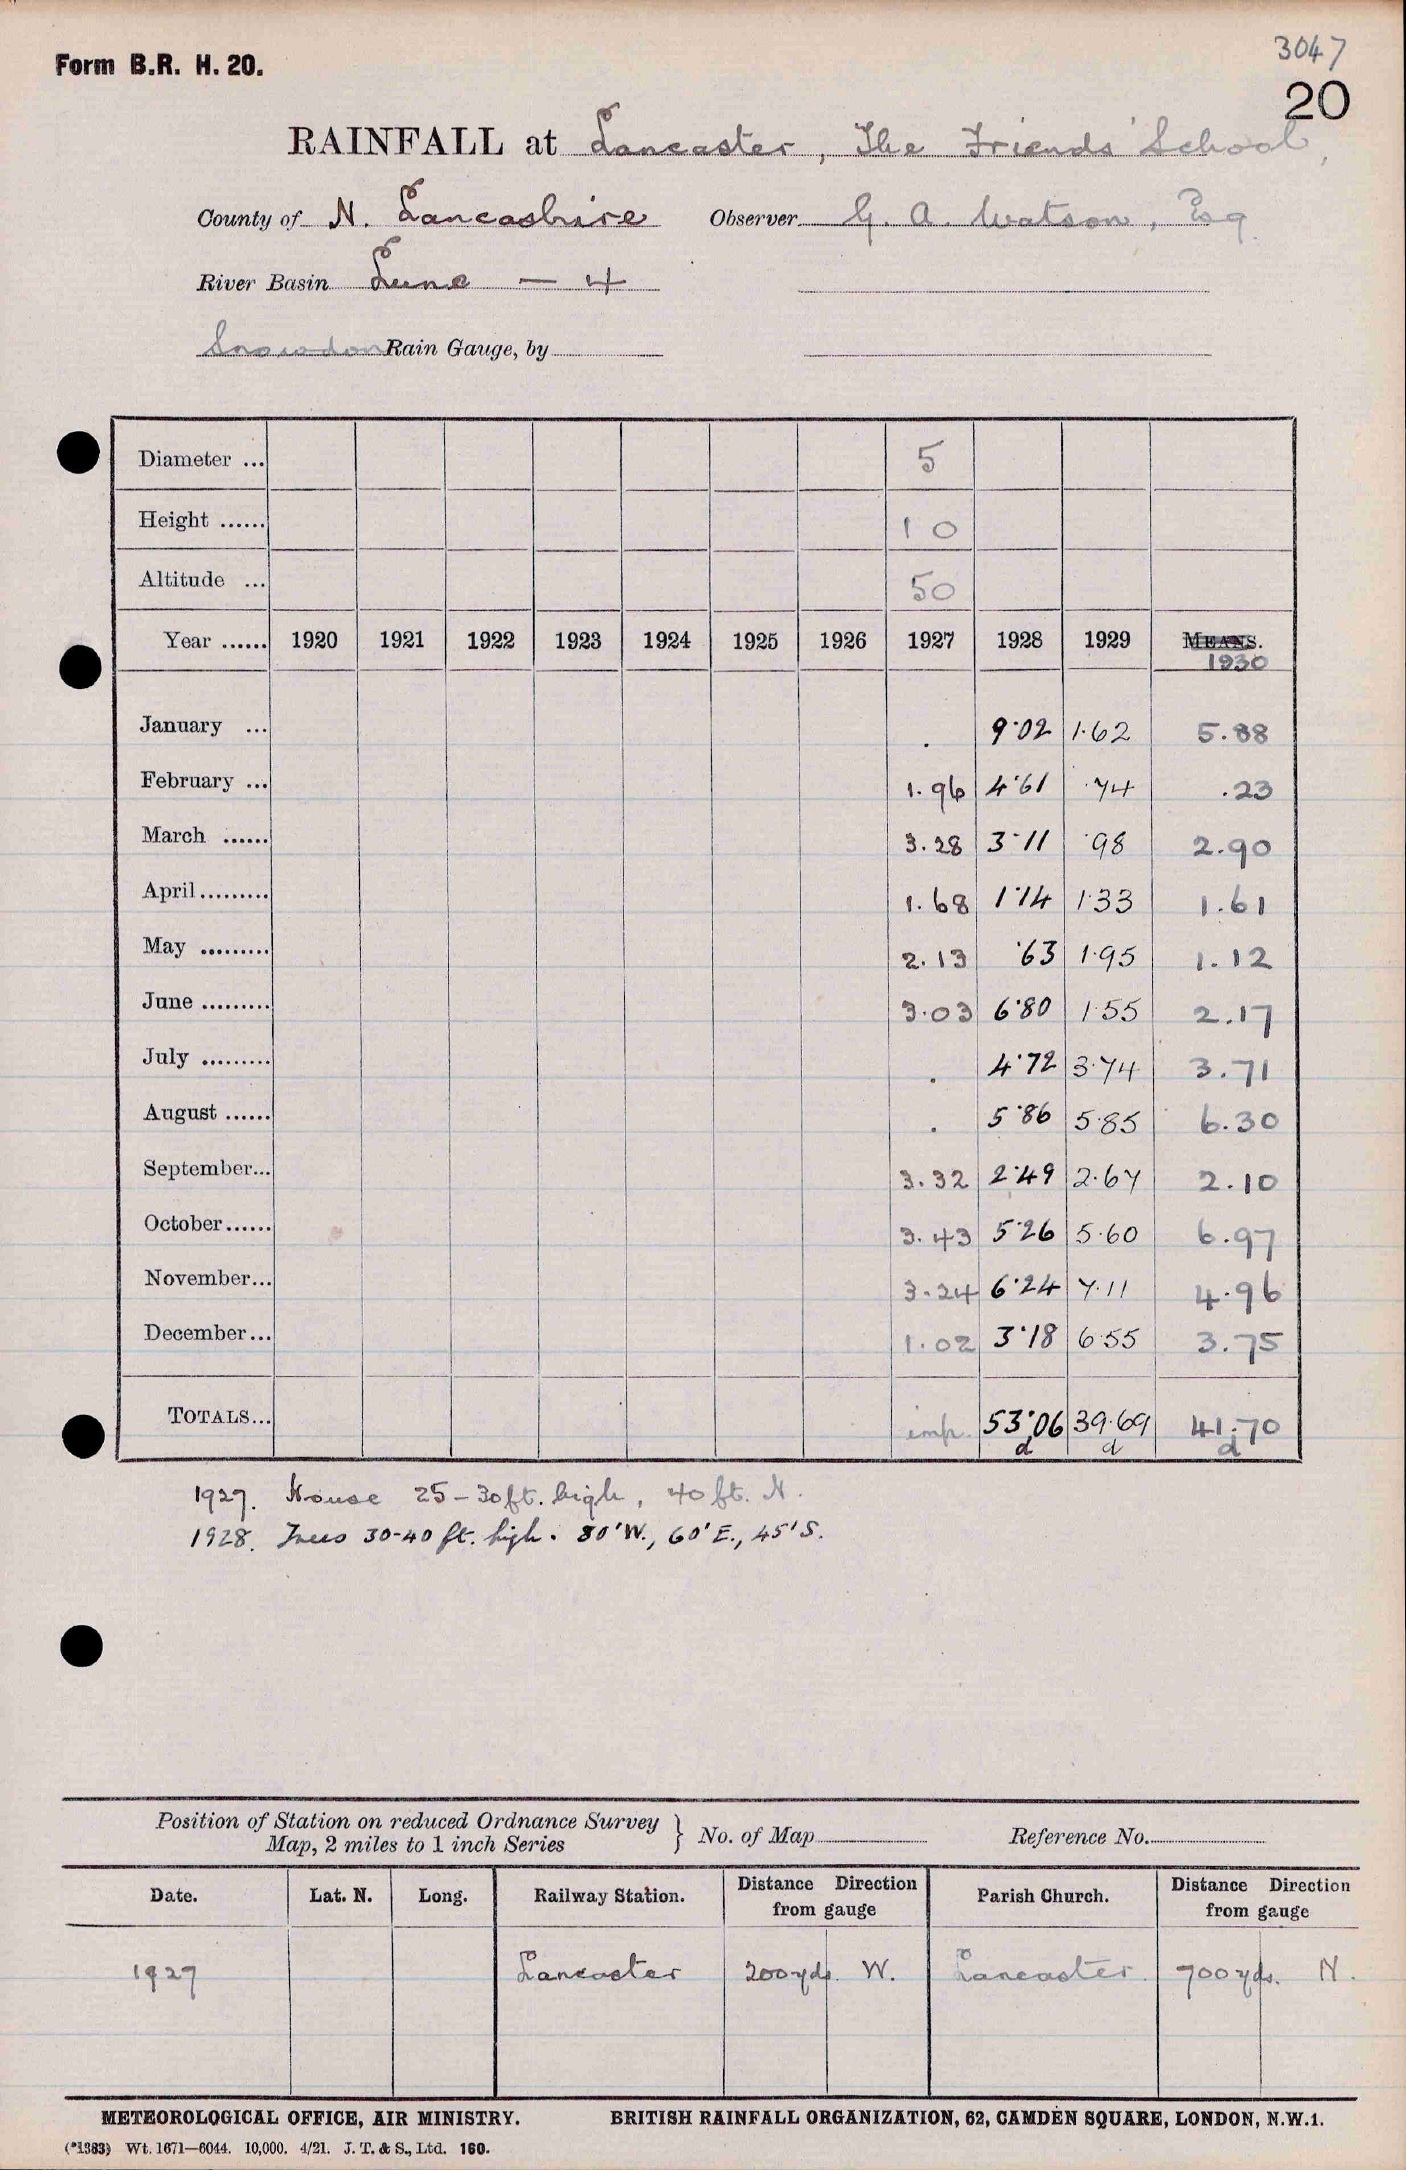 3047
Form B.R. H. 20.
20
RAINFALL at Lancaster, The Friends' School,
County of N. Lancashire Observer G. A. Watson, Esq.
River Basin Lune — 4
Snowdon Rain Gauge, by
Diameter ... 5
Height ...... 10
Altitude ... 50
Year ...... 1920 1921 1922 1923 1924 1925 1926 1927 1928 1929 MEANS.
1930
January ... . 9·02 1·62 5.88
February ... 1.96 4·61 ·74 .23
March ...... 3.28 3·11 ·98 2.90
April ......... 1.68 1·14 1·33 1.61
May ......... 2.13 ·63 1·95 1.12
June ......... 3.03 6·80 1·55 2.17
July ......... . 4·72 3·74 3.71
August ...... . 5·86 5·85 6.30
September... 3.32 2·49 2·67 2.10
October ...... 3.43 5·26 5·60 6.97
November... 3.24 6·24 7·11 4.96
December... 1.02 3·18 6·55 3.75
TOTALS... imp. 53·06 39·69 41.70
d d d
1927. House 25-30 ft. high, 40 ft. N.
1928. Trees 30-40 ft. high. 80' W., 60' E., 45' S.
Position of Station on reduced Ordnance Survey
Map, 2 miles to 1 inch Series } No. of Map Reference No.
Date. Lat. N. Long. Railway Station. Distance Direction from gauge Parish Church. Distance Direction from gauge
1927 Lancaster 200 yds. W. Lancaster 700 yds. N.
METEOROLOGICAL OFFICE, AIR MINISTRY. BRITISH RAINFALL ORGANIZATION, 62, CAMDEN SQUARE, LONDON, N.W.1.
(*1383) Wt. 1671—6044. 10,000. 4/21. J. T. & S., Ltd. 160.